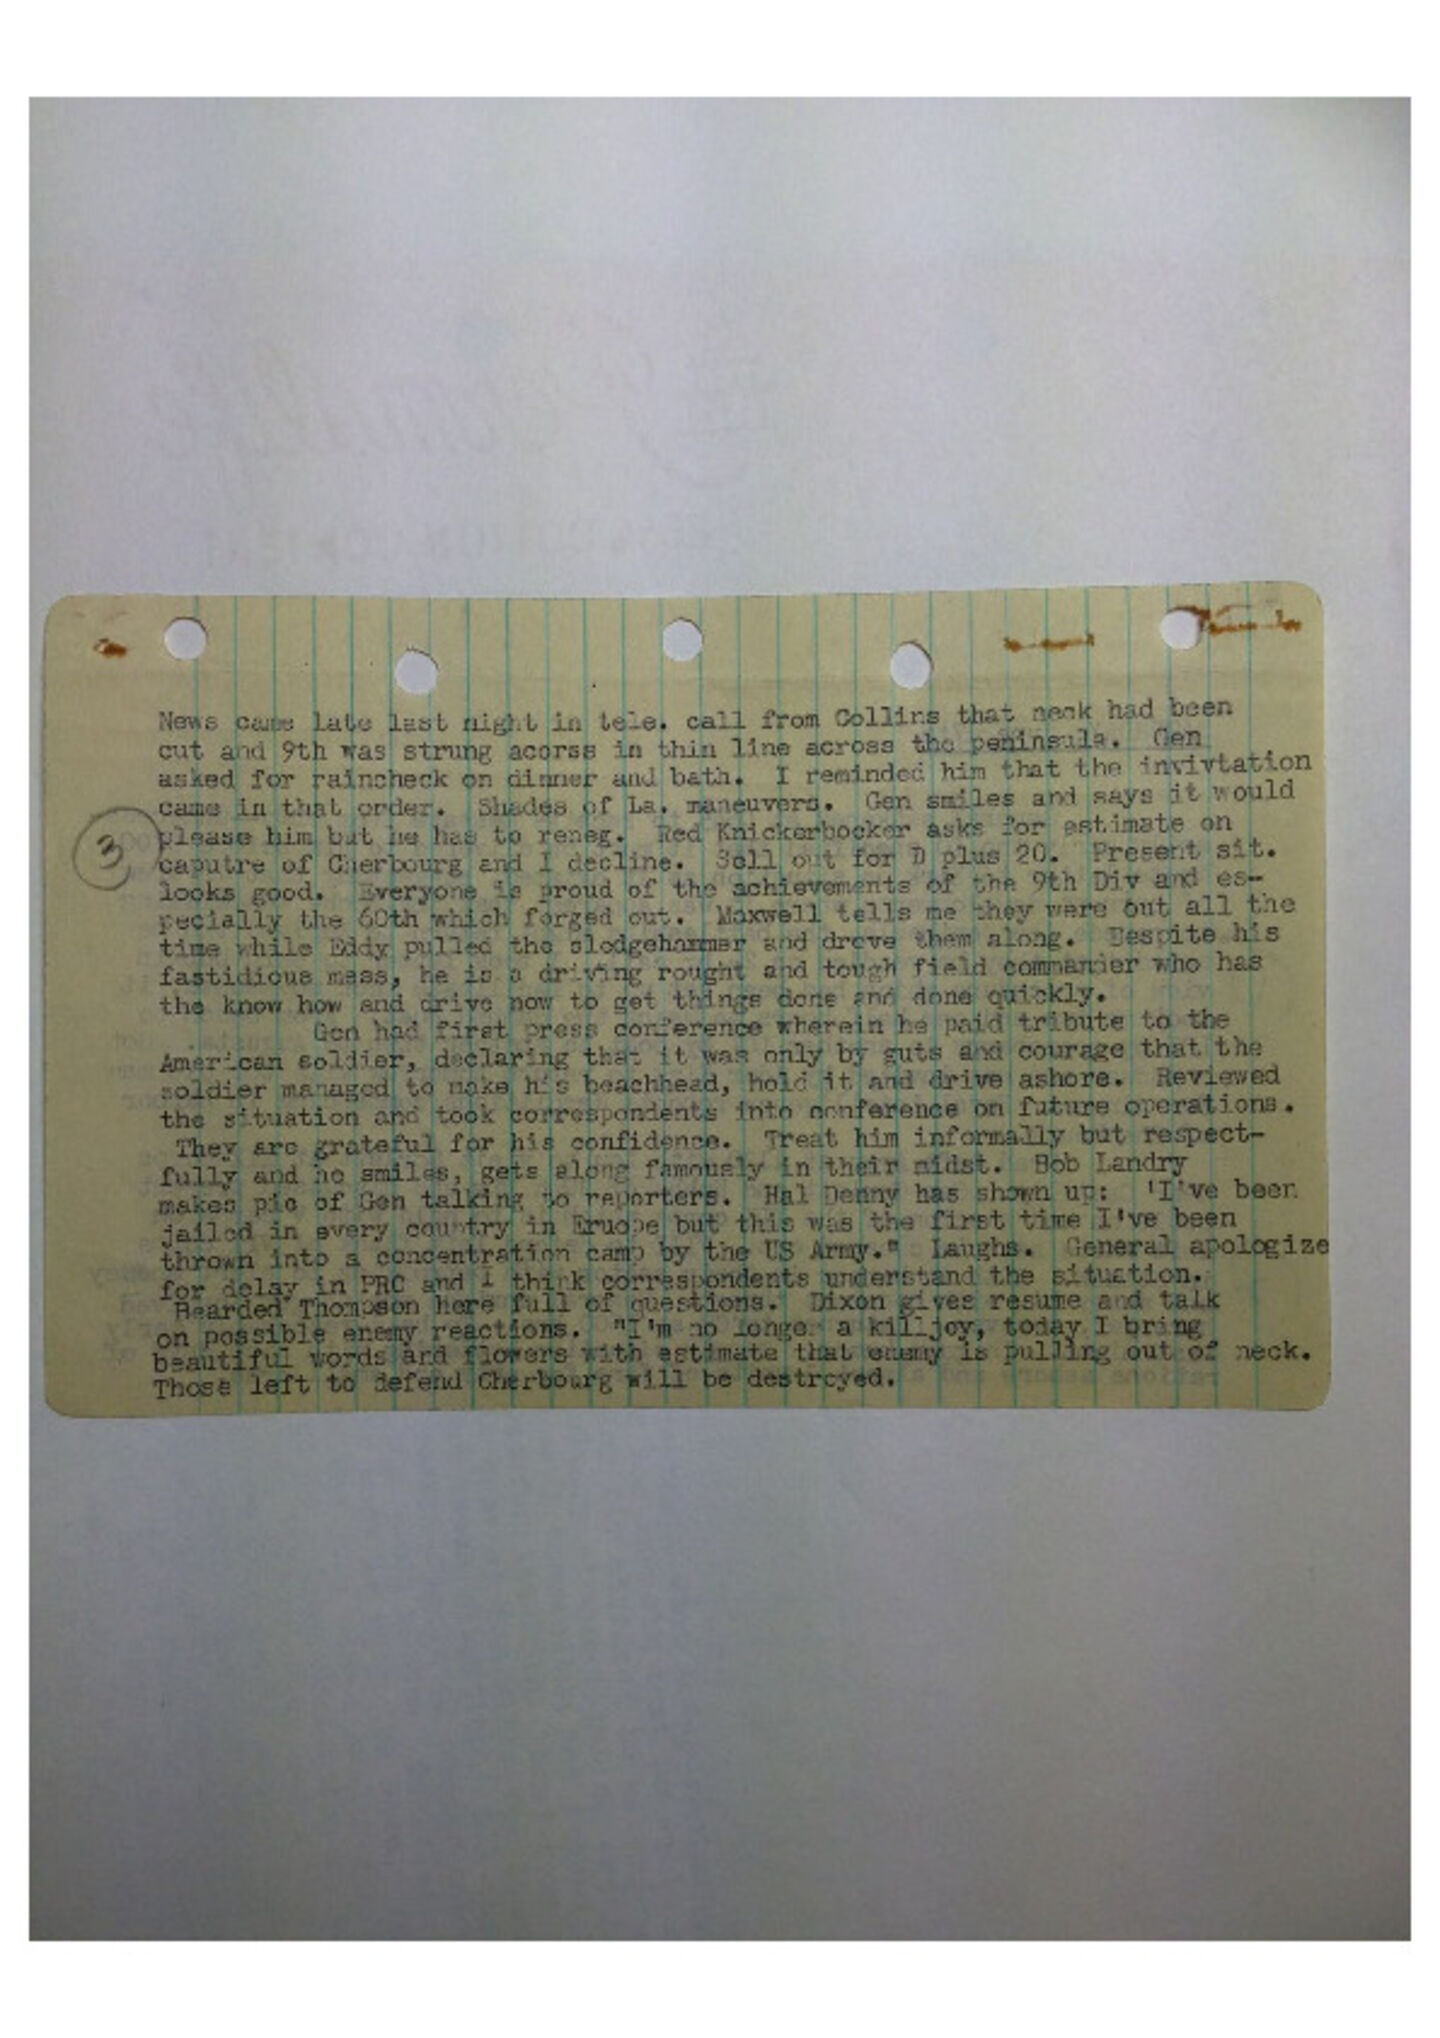 News came late last night in tele. call from Collins that neck had been
cut and 9th was strung acorss in thin line across the peninsula. Gen
asked for raincheck on dinner and bath. I reminded him that the invivtation
came in that order. Shades of La. maneuvers. Gen smiles and says it would
please him but he has to reneg. Red Knickerbocker asks for estimate on
caputre of Cherbourg and I decline. Sell out for D plus 20. Present sit.
looks good. Everyone is proud of the achievements of the 9th Div and es-
pecially the 60th which forged out. Maxwell tells me they were out all the
time while Eddy pulled the sledgehammer and drove them along. Despite his
fastidious mess, he is a driving rought and tough field commander who has
the know how and drive how to get things done and done quickly.
Gen had first press conference wherein he paid tribute to the
American soldier, declaring that it was only by guts and courage that the
soldier managed to make his beachhead, hold it and drive ashore. Reviewed
the situation and took correspondents into conference on future operations.
They are grateful for his confidence. Treat him informally but respect-
fully and he smiles, gets along famously in their midst. Bob Landry
makes pic of Gen talking to reporters. Hal Denny has shown up: 'I've been
jailed in every country in Eruope but this was the first time I've been
thrown into a concentration camp by the US Army." Laughs. General apologize
for delay in PRC and I think correspondents understand the situation.
Bearded Thompson here full of questions. Dixon gives resume and talk
on possible enemy reactions. "I'm no longer a killjoy, today I bring
beautiful words and flowers with estimate that enemy is pulling out of neck.
Those left to defend Cherbourg will be destroyed.
3